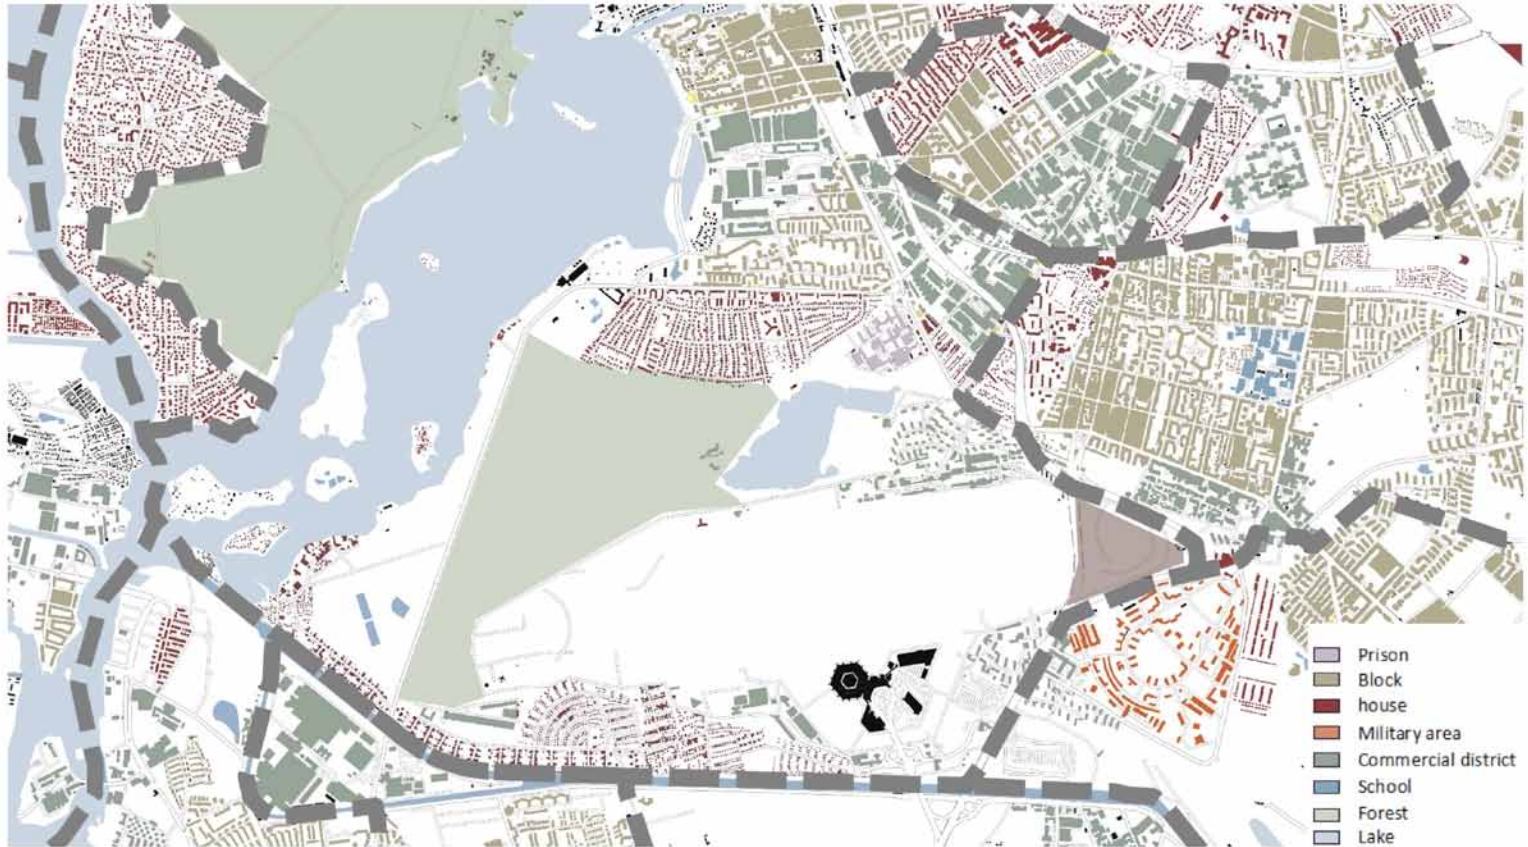 Prison
Block
house
Military area
Commercial district
School
Forest
Lake